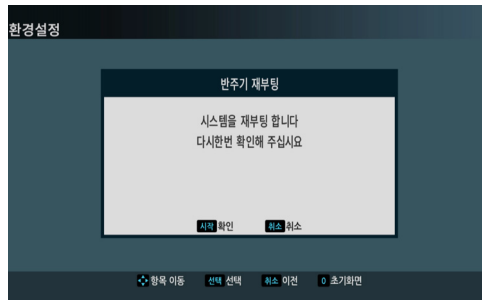 환경설정
반주기 재부팅
시스템을 재부팅 합니다
다시한번 확인해 주십시요
시작 확인 취소 취소
항목 이동 선택 선택 취소 이전 0 초기화면